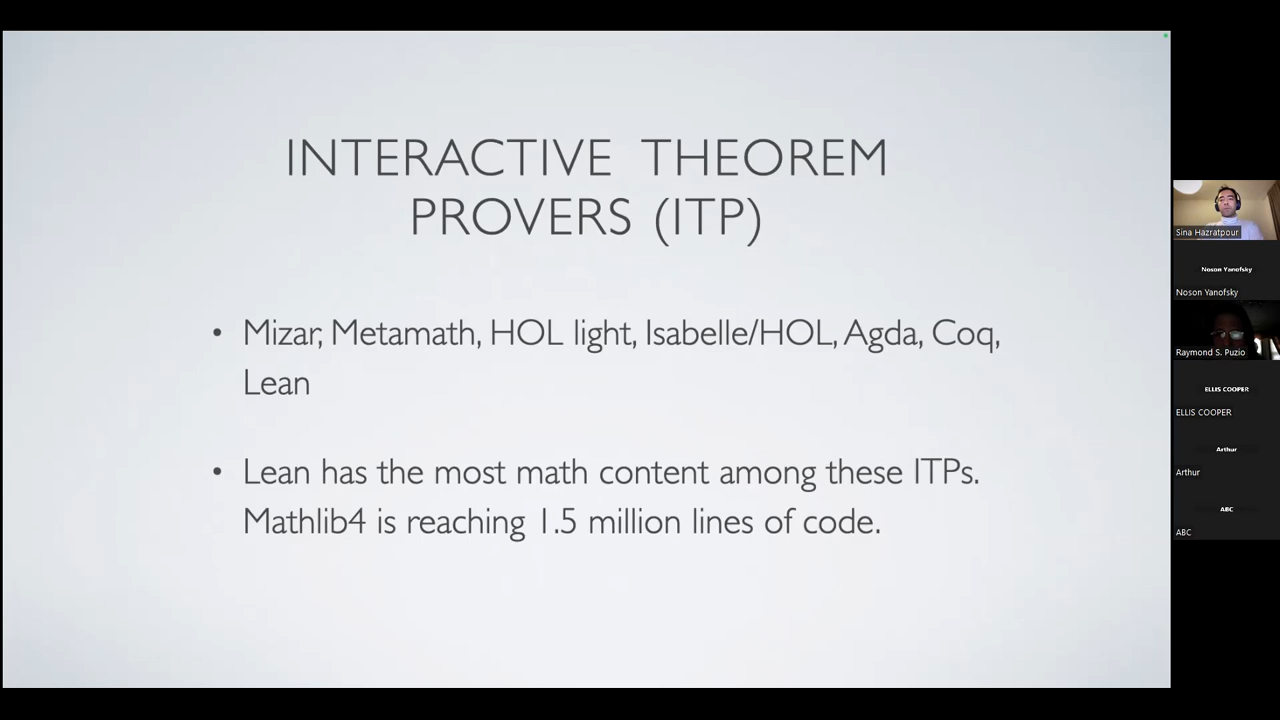 INTERACTIVE THEOREM
PROVERS (ITP)
• Mizar, Metamath, HOL light, Isabelle/HOL, Agda, Coq,
Lean
• Lean has the most math content among these ITPs.
Mathlib4 is reaching 1.5 million lines of code.
Sina Hazratpour
Noson Yanofsky
Noson Yanofsky
Raymond S. Puzio
ELLIS COOPER
ELLIS COOPER
Arthur
Arthur
ABC
ABC